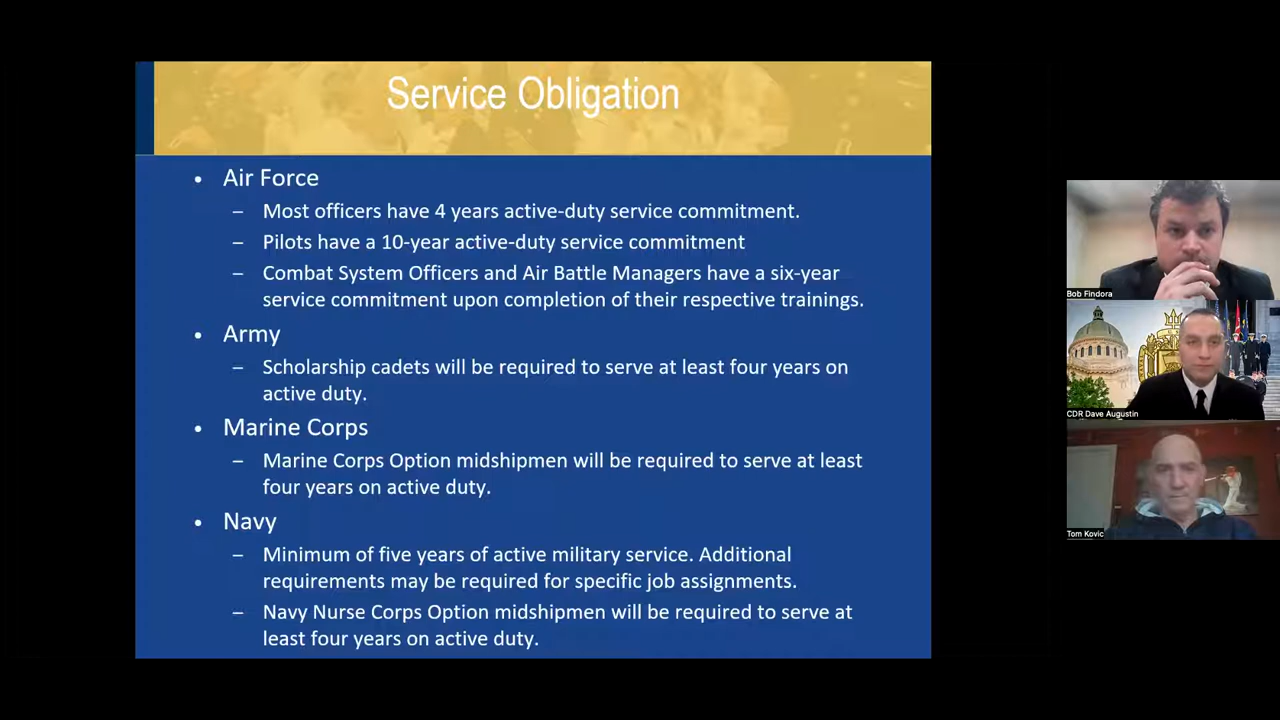 Service Obligation
• Air Force
– Most officers have 4 years active-duty service commitment.
– Pilots have a 10-year active-duty service commitment
– Combat System Officers and Air Battle Managers have a six-year
service commitment upon completion of their respective trainings.
• Army
– Scholarship cadets will be required to serve at least four years on
active duty.
• Marine Corps
– Marine Corps Option midshipmen will be required to serve at least
four years on active duty.
• Navy
– Minimum of five years of active military service. Additional
requirements may be required for specific job assignments.
– Navy Nurse Corps Option midshipmen will be required to serve at
least four years on active duty.
Bob Findora
CDR Dave Augustin
Tom Kovic